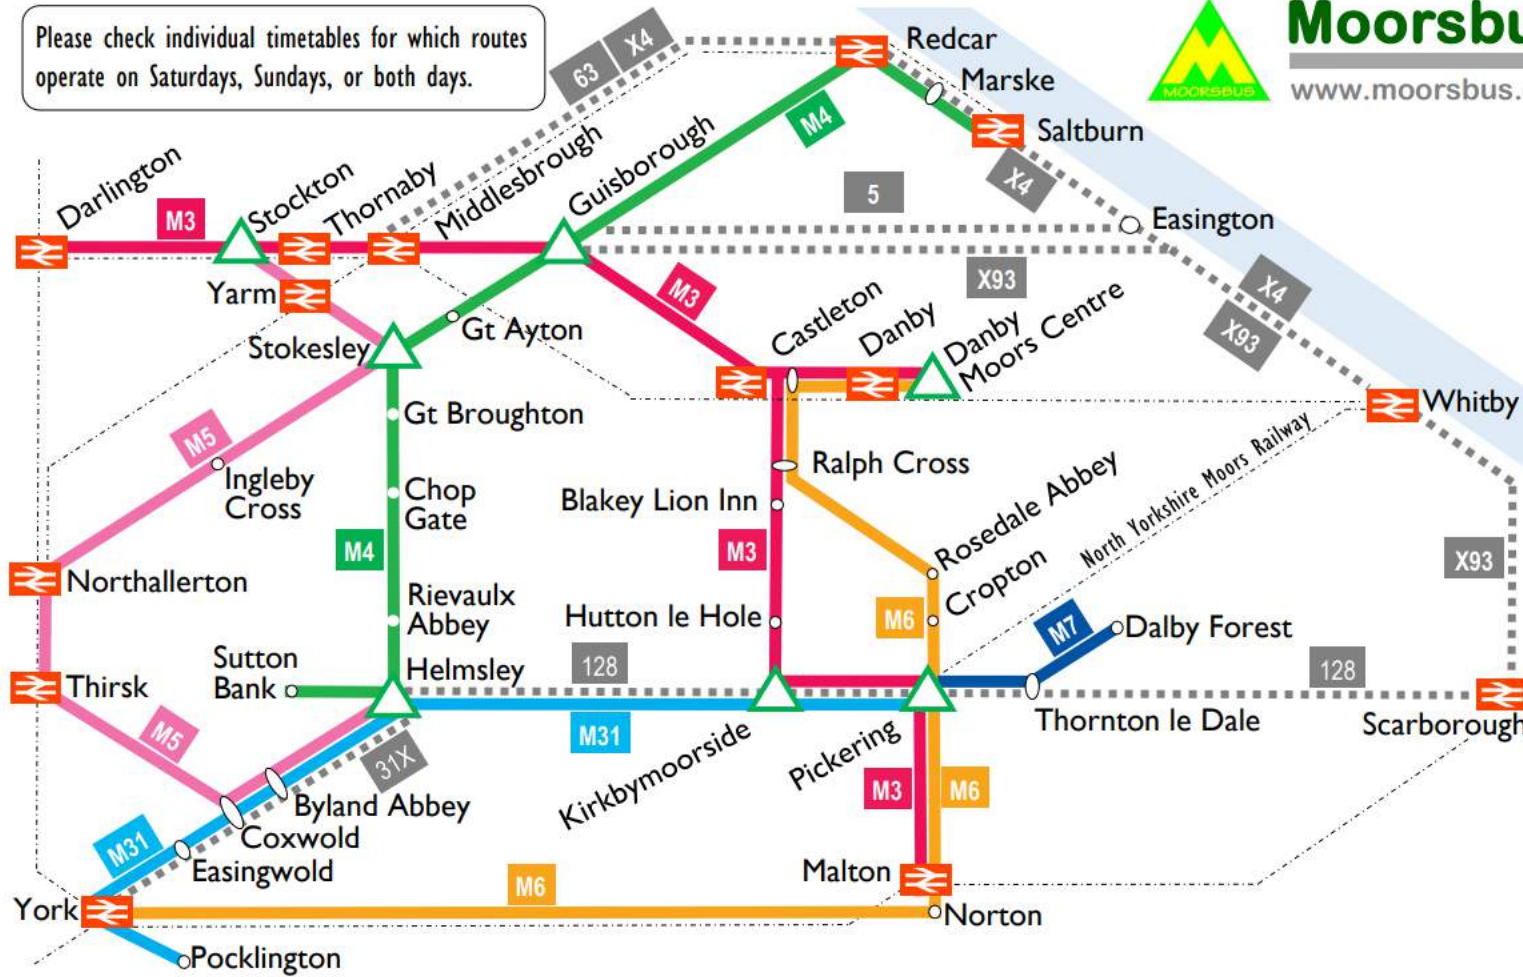 Please check individual timetables for which routes
operate on Saturdays, Sundays, or both days.
63
X4
Redcar
Marske
Saltburn
MOORSBUS
Moorsbu
www.moorsbus.
Darlington
M3
Stockton
Thornaby
Middlesbrough
Guisborough
M4
5
X4
Easington
Yarm
M3
X93
X4
X93
Stokesley
Gt Ayton
Castleton
Danby
Danby
Moors Centre
Whitby
M5
Gt Broughton
Ingleby
Cross
Chop
Gate
Ralph Cross
Blakey Lion Inn
Rosedale Abbey
North Yorkshire Moors Railway
M4
M3
X93
Northallerton
Rievaulx
Abbey
Hutton le Hole
M6
Cropton
M7
Dalby Forest
Thirsk
Sutton
Bank
Helmsley
128
128
M5
31X
M31
Kirkbymoorside
Pickering
Thornton le Dale
Scarborough
Byland Abbey
Coxwold
Easingwold
M31
M3
M6
Malton
York
M6
Norton
Pocklington